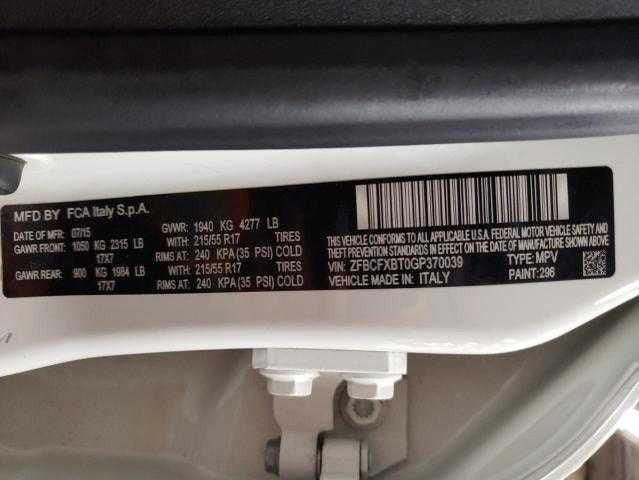 MFD BY FCA Italy S.p.A.
DATE OF MFR: 07/15
GVWR: 1940 KG 4277 LB
GAWR FRONT: 1050 KG 2315 LB
WITH: 215/55 R17 TIRES
17X7 RIMS AT: 240 KPA (35 PSI) COLD
GAWR REAR: 900 KG 1984 LB
WITH: 215/55 R17 TIRES
17X7 RIMS AT: 240 KPA (35 PSI) COLD
THIS VEHICLE CONFORMS TO ALL APPLICABLE
U.S. FEDERAL MOTOR VEHICLE SAFETY, BUMPER,
AND THEFT PREVENTION STANDARDS IN EFFECT
ON THE DATE OF MANUFACTURE SHOWN ABOVE.
VIN: ZFBCFXBT0GP370039 TYPE: MPV
VEHICLE MADE IN: ITALY PAINT: 296